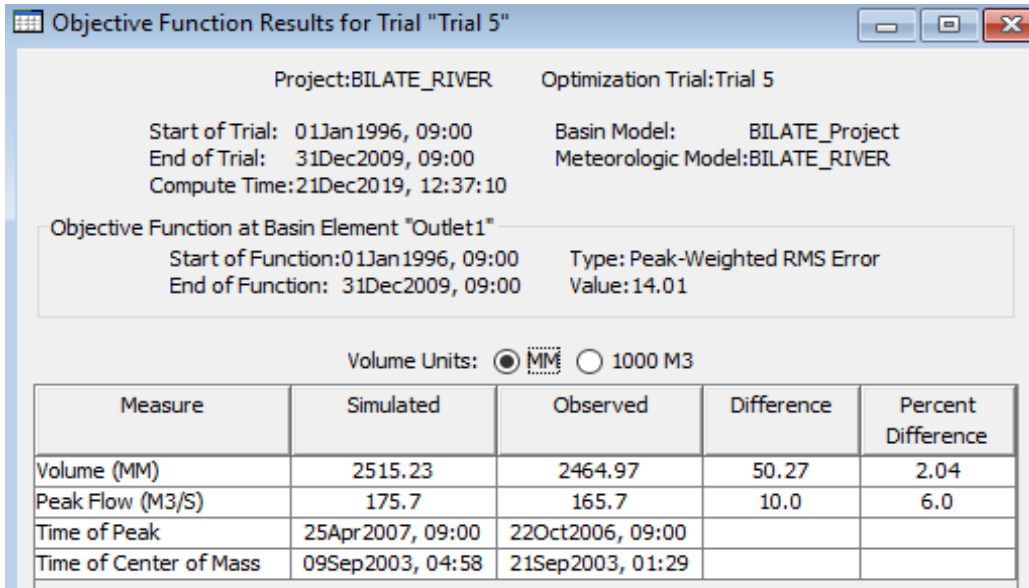 Objective Function Results for Trial "Trial 5"
Project:BILATE_RIVER Optimization Trial:Trial 5
Start of Trial: 01Jan1996, 09:00 Basin Model: BILATE_Project
End of Trial: 31Dec2009, 09:00 Meteorologic Model:BILATE_RIVER
Compute Time:21Dec2019, 12:37:10
Objective Function at Basin Element "Outlet1"
Start of Function:01Jan1996, 09:00 Type: Peak-Weighted RMS Error
End of Function: 31Dec2009, 09:00 Value:14.01
Volume Units: MM 1000 M3
Measure Simulated Observed Difference Percent Difference
Volume (MM) 2515.23 2464.97 50.27 2.04
Peak Flow (M3/S) 175.7 165.7 10.0 6.0
Time of Peak 25Apr2007, 09:00 22Oct2006, 09:00
Time of Center of Mass 09Sep2003, 04:58 21Sep2003, 01:29